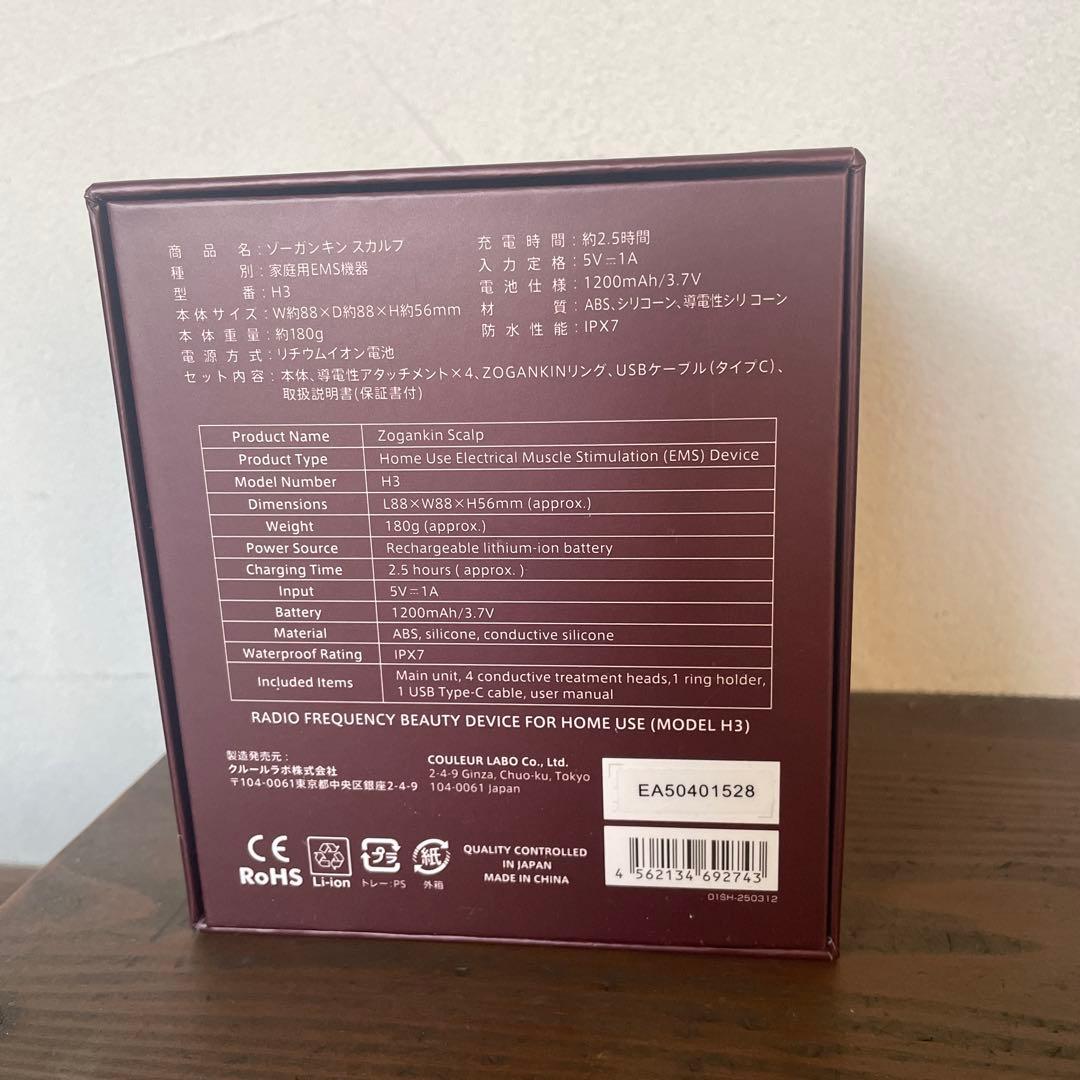 商品名：ゾーガンキン スカルプ
種別：家庭用EMS機器
型番：H3
本体サイズ：W約88×D約88×H約56mm
本体重量：約180g
電源方式：リチウムイオン電池
充電時間：約2.5時間
入力定格：5V⎓1A
電池仕様：1200mAh/3.7V
材質：ABS、シリコーン、導電性シリコーン
防水性能：IPX7
セット内容：本体、導電性アタッチメント×4、ZOGANKINリング、USBケーブル（タイプC）、
取扱説明書(保証書付)
Product Name Zogankin Scalp
Product Type Home Use Electrical Muscle Stimulation (EMS) Device
Model Number H3
Dimensions L88×W88×H56mm (approx.)
Weight 180g (approx.)
Power Source Rechargeable lithium-ion battery
Charging Time 2.5 hours ( approx. )
Input 5V⎓1A
Battery 1200mAh/3.7V
Material ABS, silicone, conductive silicone
Waterproof Rating IPX7
Included Items Main unit, 4 conductive treatment heads,1 ring holder,
1 USB Type-C cable, user manual
RADIO FREQUENCY BEAUTY DEVICE FOR HOME USE (MODEL H3)
製造発売元：
クルールラボ株式会社
〒104-0061東京都中央区銀座2-4-9
COULEUR LABO Co., Ltd.
2-4-9 Ginza, Chuo-ku, Tokyo
104-0061 Japan
EA50401528
CE
RoHS
Li-ion
プラ
トレー:PS
紙
外箱
QUALITY CONTROLLED
IN JAPAN
MADE IN CHINA
4 562134 692743
01SH-250312